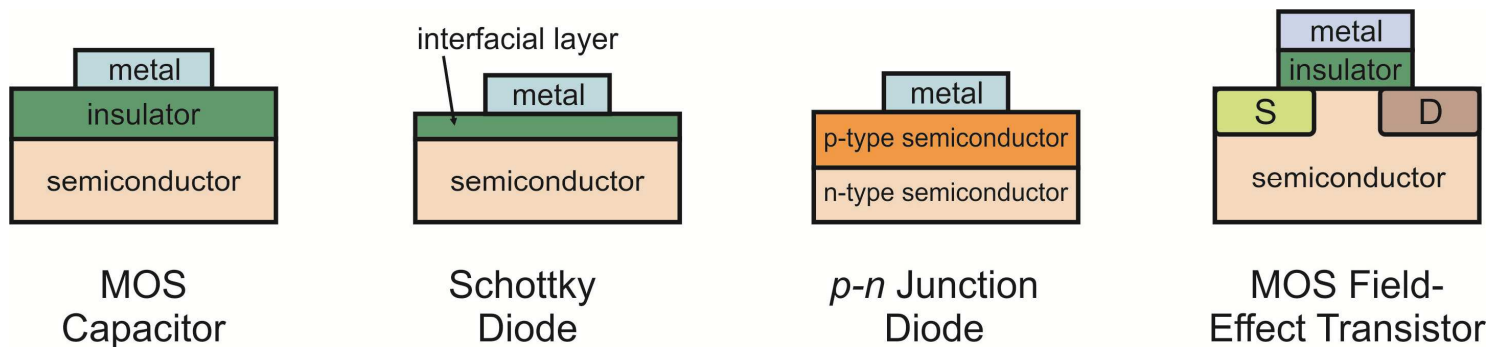 metal
insulator
semiconductor
MOS
Capacitor
interfacial layer
metal
semiconductor
Schottky
Diode
metal
p-type semiconductor
n-type semiconductor
p-n Junction
Diode
metal
insulator
S D
semiconductor
MOS Field-
Effect Transistor